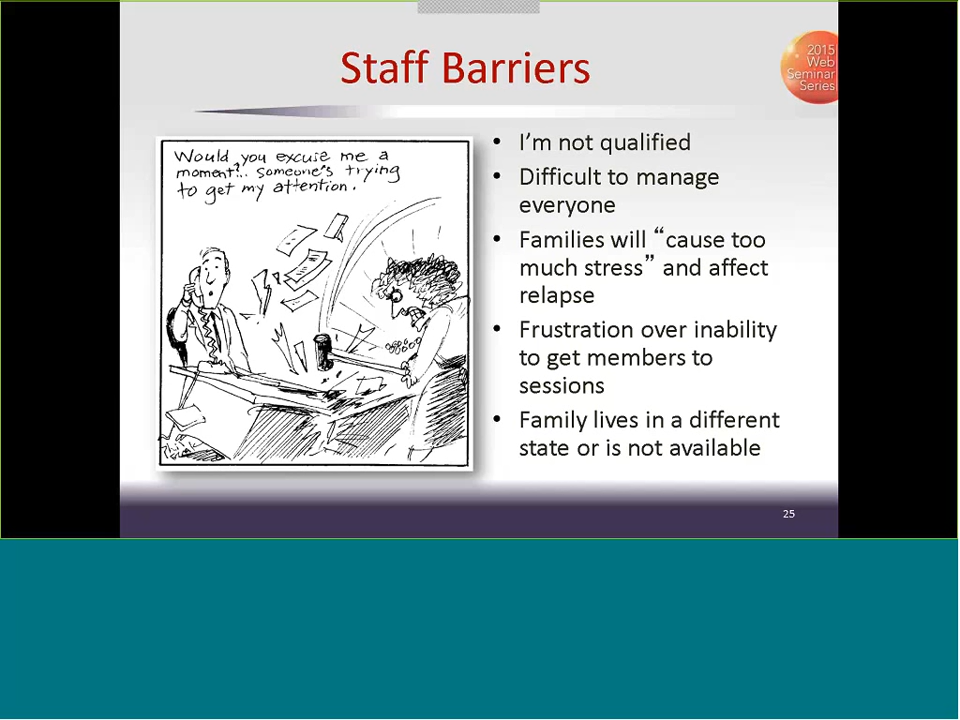 Staff Barriers
2015
Web
Seminar
Series
Would you excuse me a
moment?.. Someone's trying
to get my attention.
• I'm not qualified
• Difficult to manage
everyone
• Families will “cause too
much stress” and affect
relapse
• Frustration over inability
to get members to
sessions
• Family lives in a different
state or is not available
25